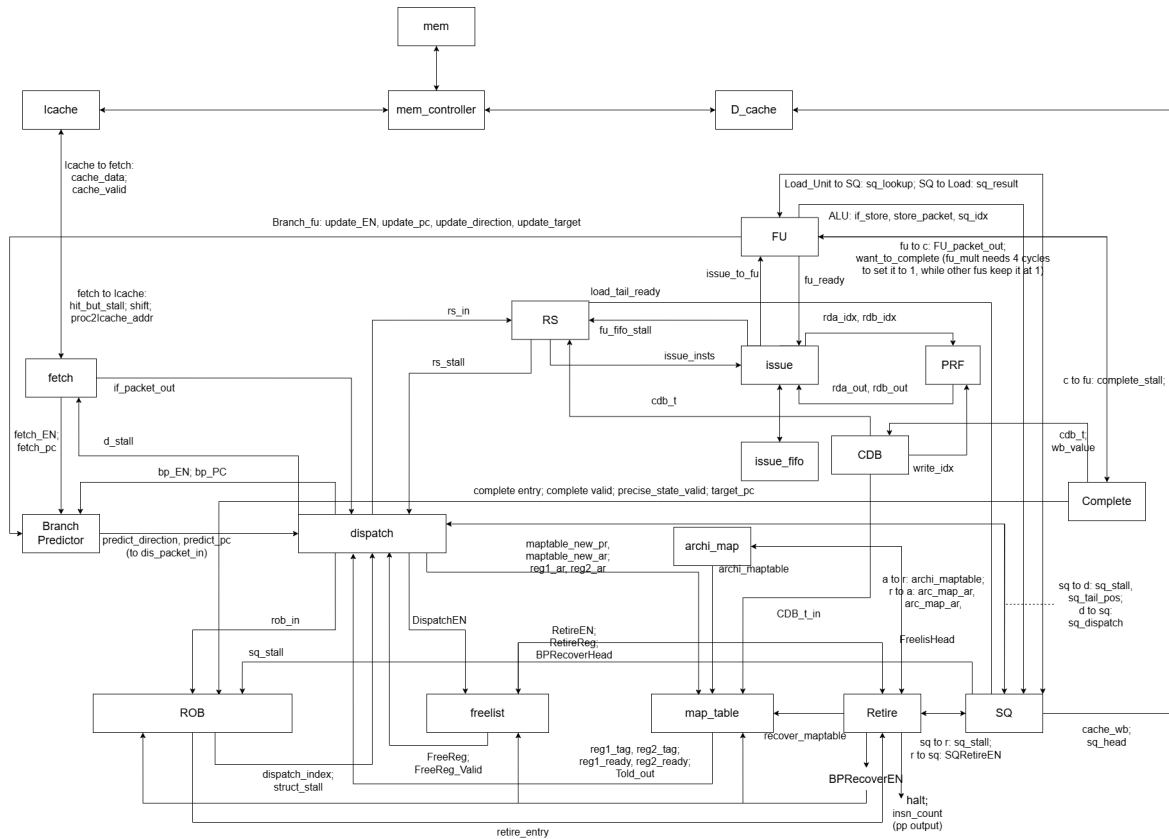 mem
Icache
mem_controller
D_cache
Icache to fetch:
cache_data;
cache_valid
Load_Unit to SQ: sq_lookup; SQ to Load: sq_result
ALU: if_store, store_packet, sq_idx
Branch_fu: update_EN, update_pc, update_direction, update_target
FU
fu to c: FU_packet_out;
want_to_complete (fu_mult needs 4 cycles
to set it to 1, while other fus keep it at 1)
issue_to_fu
fu_ready
fetch to Icache:
hit_but_stall; shift;
proc2Icache_addr
load_tail_ready
rs_in
RS
rda_idx, rdb_idx
fu_fifo_stall
rs_stall
issue_insts
issue
PRF
fetch
if_packet_out
rda_out, rdb_out
c to fu: complete_stall;
cdb_t
fetch_EN;
fetch_pc
d_stall
issue_fifo
CDB
cdb_t;
wb_value
write_idx
bp_EN; bp_PC
complete entry; complete valid; precise_state_valid; target_pc
Complete
Branch
Predictor
dispatch
predict_direction, predict_pc
(to dis_packet_in)
maptable_new_pr,
maptable_new_ar;
reg1_ar, reg2_ar
archi_map
archi_maptable
a to r: archi_maptable;
r to a: arc_map_ar,
arc_map_ar,
sq to d: sq_stall,
sq_tail_pos;
d to sq:
sq_dispatch
rob_in
DispatchEN
CDB_t_in
RetireEN;
RetireReg;
BPRecoverHead
FreelisHead
sq_stall
ROB
freelist
map_table
Retire
SQ
recover_maptable
cache_wb;
sq_head
sq to r: sq_stall;
r to sq: SQRetireEN
FreeReg;
FreeReg_Valid
reg1_tag, reg2_tag;
reg1_ready, reg2_ready;
Told_out
dispatch_index;
struct_stall
BPRecoverEN
halt;
insn_count
(pp output)
retire_entry